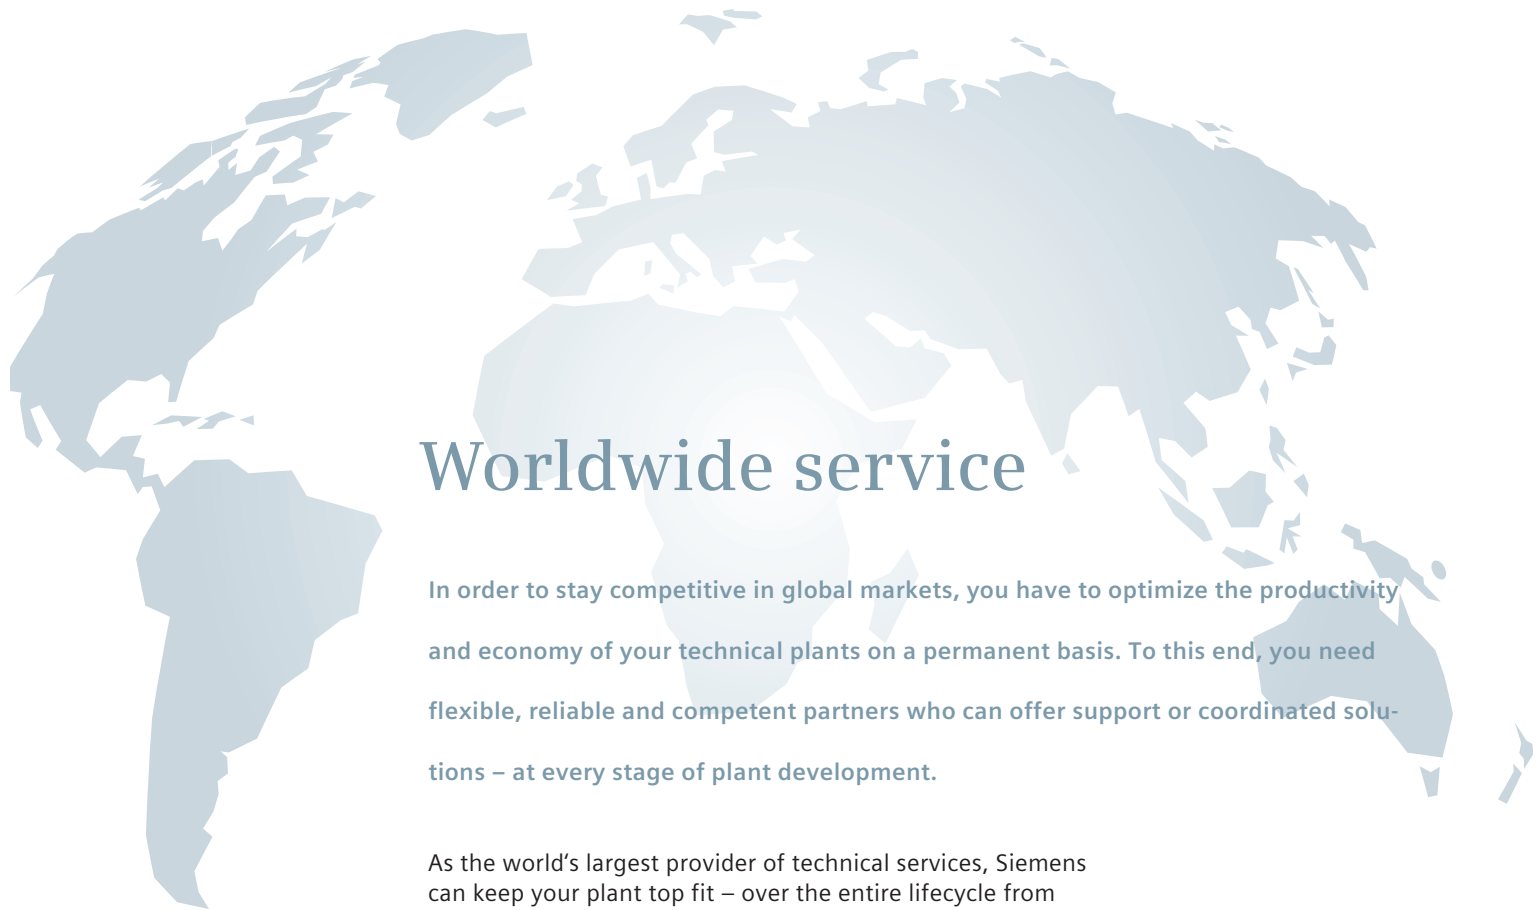 Worldwide service
In order to stay competitive in global markets, you have to optimize the productivity
and economy of your technical plants on a permanent basis. To this end, you need
flexible, reliable and competent partners who can offer support or coordinated solu-
tions – at every stage of plant development.
As the world‘s largest provider of technical services, Siemens
can keep your plant top fit – over the entire lifecycle from